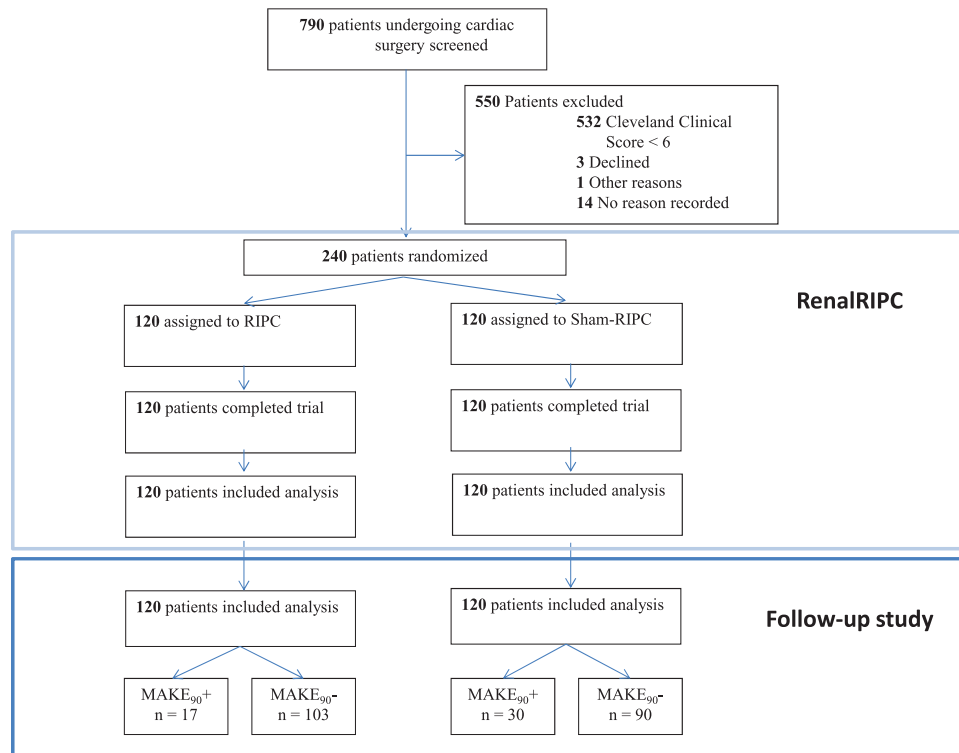 790 patients undergoing cardiac
surgery screened
550 Patients excluded
532 Cleveland Clinical
Score < 6
3 Declined
1 Other reasons
14 No reason recorded
240 patients randomized
RenalRIPC
120 assigned to RIPC
120 assigned to Sham-RIPC
120 patients completed trial
120 patients completed trial
120 patients included analysis
120 patients included analysis
120 patients included analysis
120 patients included analysis
Follow-up study
MAKE90+
n = 17
MAKE90-
n = 103
MAKE90+
n = 30
MAKE90-
n = 90